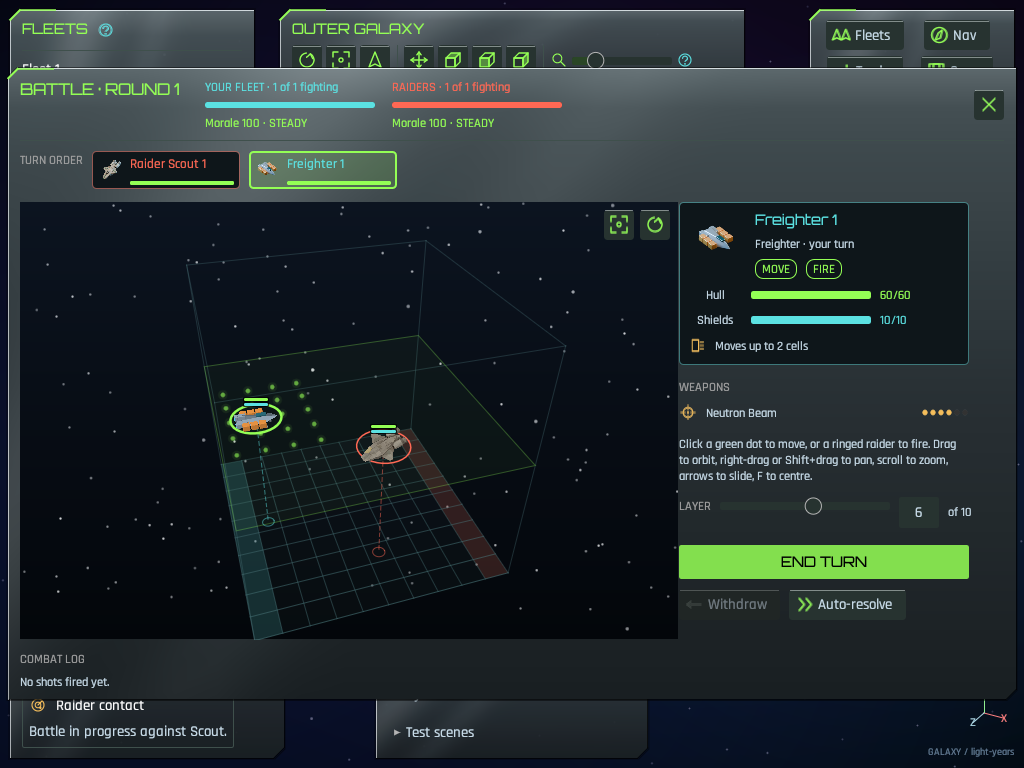 FLEETS
OUTER GALAXY
Fleets
Nav
Fleet 1
BATTLE · ROUND 1
YOUR FLEET · 1 of 1 fighting
RAIDERS · 1 of 1 fighting
Morale 100 · STEADY
Morale 100 · STEADY
TURN ORDER
Raider Scout 1
Freighter 1
Freighter 1
Freighter · your turn
MOVE
FIRE
Hull
60/60
Shields
10/10
Moves up to 2 cells
WEAPONS
Neutron Beam
Click a green dot to move, or a ringed raider to fire. Drag
to orbit, right-drag or Shift+drag to pan, scroll to zoom,
arrows to slide, F to centre.
LAYER
6
of 10
END TURN
Withdraw
Auto-resolve
COMBAT LOG
No shots fired yet.
Raider contact
Battle in progress against Scout.
Test scenes
Z
X
GALAXY / light-years